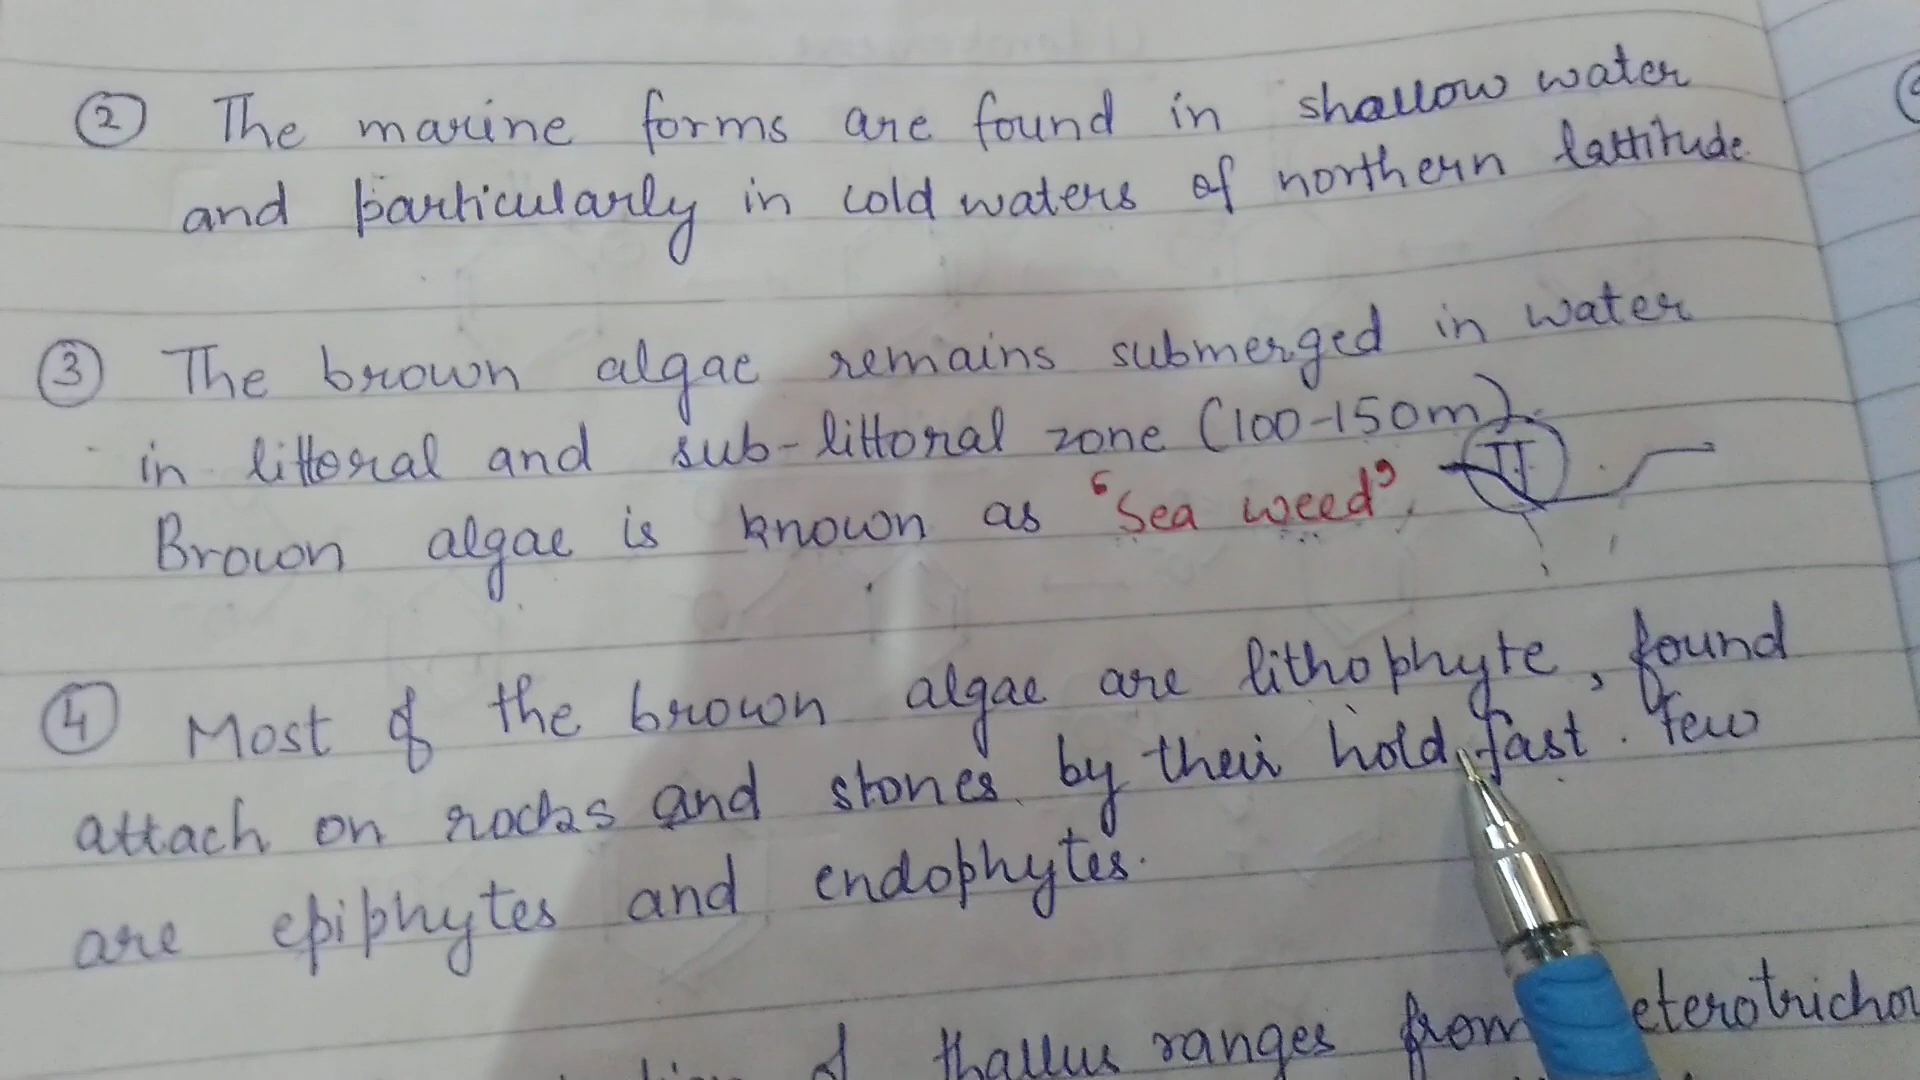 ② The marine forms are found in shallow water
and particularly in cold waters of northern lattitude.
③ The brown algae remains submerged in water
in littoral and sub-littoral zone (100-150m).
Brown algae is known as "Sea weed",
④ Most of the brown algae are lithophyte, found
attach on rocks and stones by their hold fast. Few
are epiphytes and endophytes.
of thallus ranges from